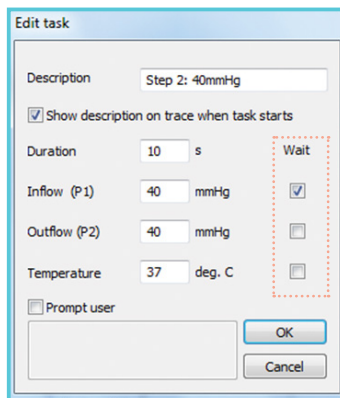 Edit task
Description Step 2: 40mmHg
Show description on trace when task starts
Duration 10 s Wait
Inflow (P1) 40 mmHg
Outflow (P2) 40 mmHg
Temperature 37 deg. C
Prompt user
OK
Cancel